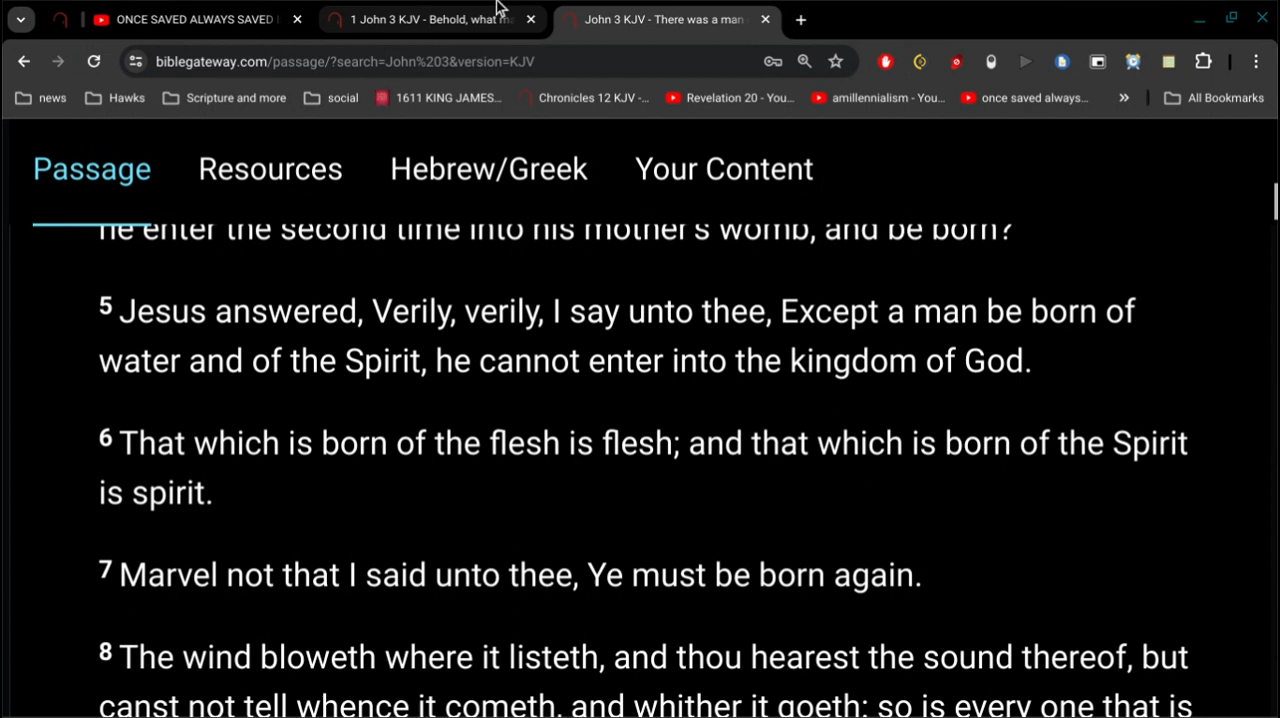 ONCE SAVED ALWAYS SAVED
1 John 3 KJV - Behold, what m
John 3 KJV - There was a man
biblegateway.com/passage/?search=John%203&version=KJV
news
Hawks
Scripture and more
social
1611 KING JAMES...
Chronicles 12 KJV -...
Revelation 20 - You...
amillennialism - You...
once saved always...
All Bookmarks
Passage
Resources
Hebrew/Greek
Your Content
he enter the second time into his mother's womb, and be born?
5 Jesus answered, Verily, verily, I say unto thee, Except a man be born of
water and of the Spirit, he cannot enter into the kingdom of God.
6 That which is born of the flesh is flesh; and that which is born of the Spirit
is spirit.
7 Marvel not that I said unto thee, Ye must be born again.
8 The wind bloweth where it listeth, and thou hearest the sound thereof, but
canst not tell whence it cometh, and whither it goeth: so is every one that is